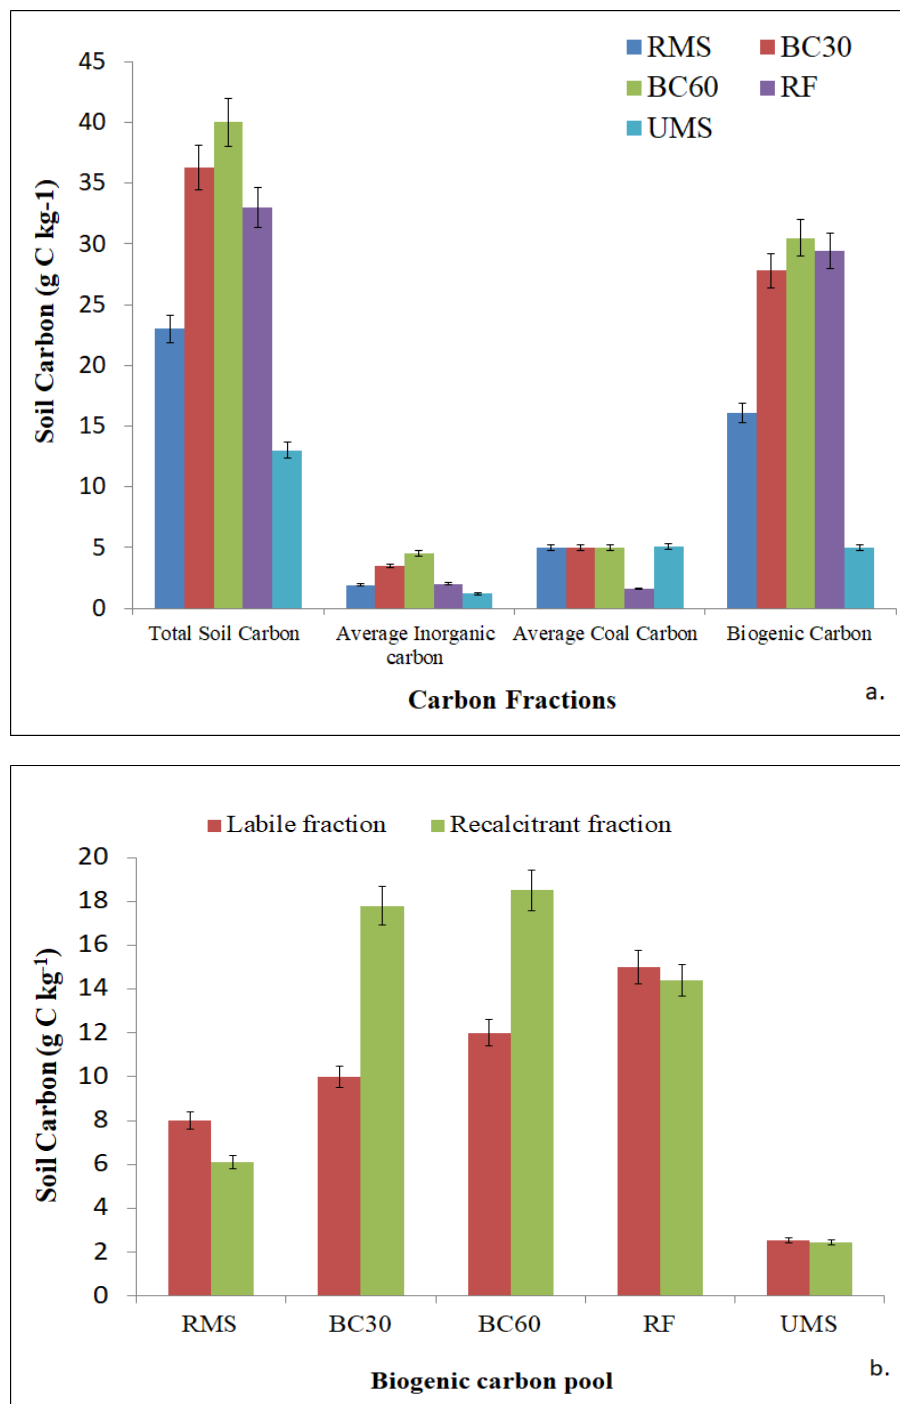 RMS BC30
BC60 RF
UMS
45
40
35
30
25
20
15
10
5
0
Soil Carbon (g C kg-1)
Total Soil Carbon Average Inorganic carbon Average Coal Carbon Biogenic Carbon
Carbon Fractions
a.
Labile fraction Recalcitrant fraction
20
18
16
14
12
10
8
6
4
2
0
Soil Carbon (g C kg⁻¹)
RMS BC30 BC60 RF UMS
Biogenic carbon pool
b.